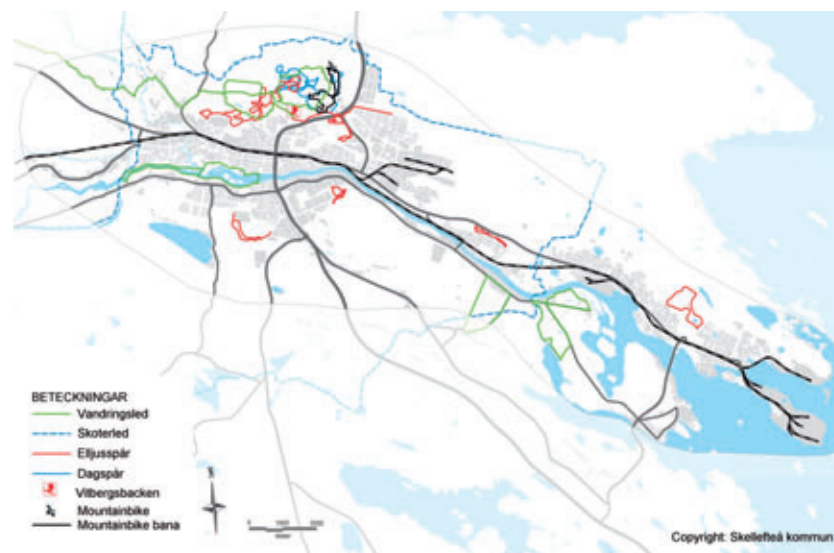 BETECKNINGAR
Vandringsled
Skoterled
Elljusspår
Dagspår
Vitbergsbacken
Mountainbike
Mountainbike bana
Copyright: Skellefteå kommun